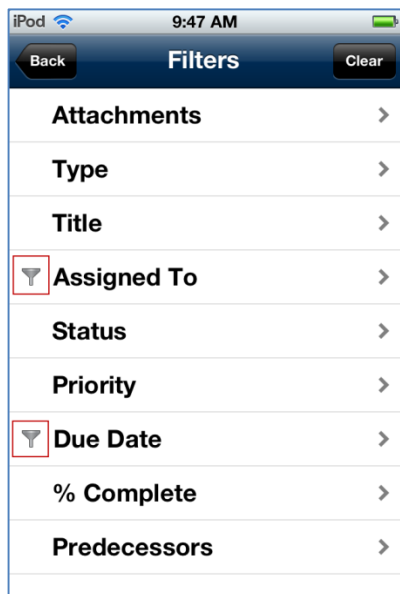 iPod 9:47 AM
Back Filters Clear
Attachments
Type
Title
Assigned To
Status
Priority
Due Date
% Complete
Predecessors